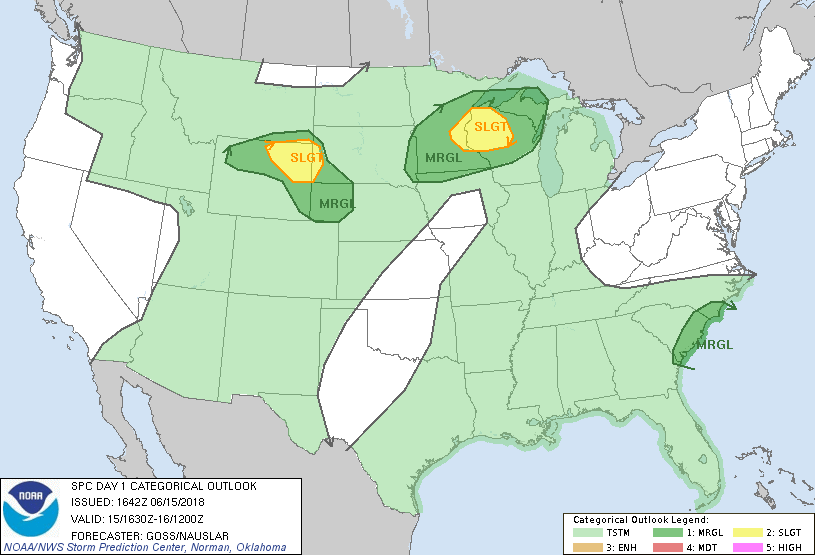 SLGT
MRGL
SLGT
MRGL
MRGL
NOAA
SPC DAY 1 CATEGORICAL OUTLOOK
ISSUED: 1642Z 06/15/2018
VALID: 15/1630Z-16/1200Z
FORECASTER: GOSS/NAUSLAR
NOAA/NWS Storm Prediction Center, Norman, Oklahoma
Categorical Outlook Legend:
TSTM 1: MRGL 2: SLGT
3: ENH 4: MDT 5: HIGH